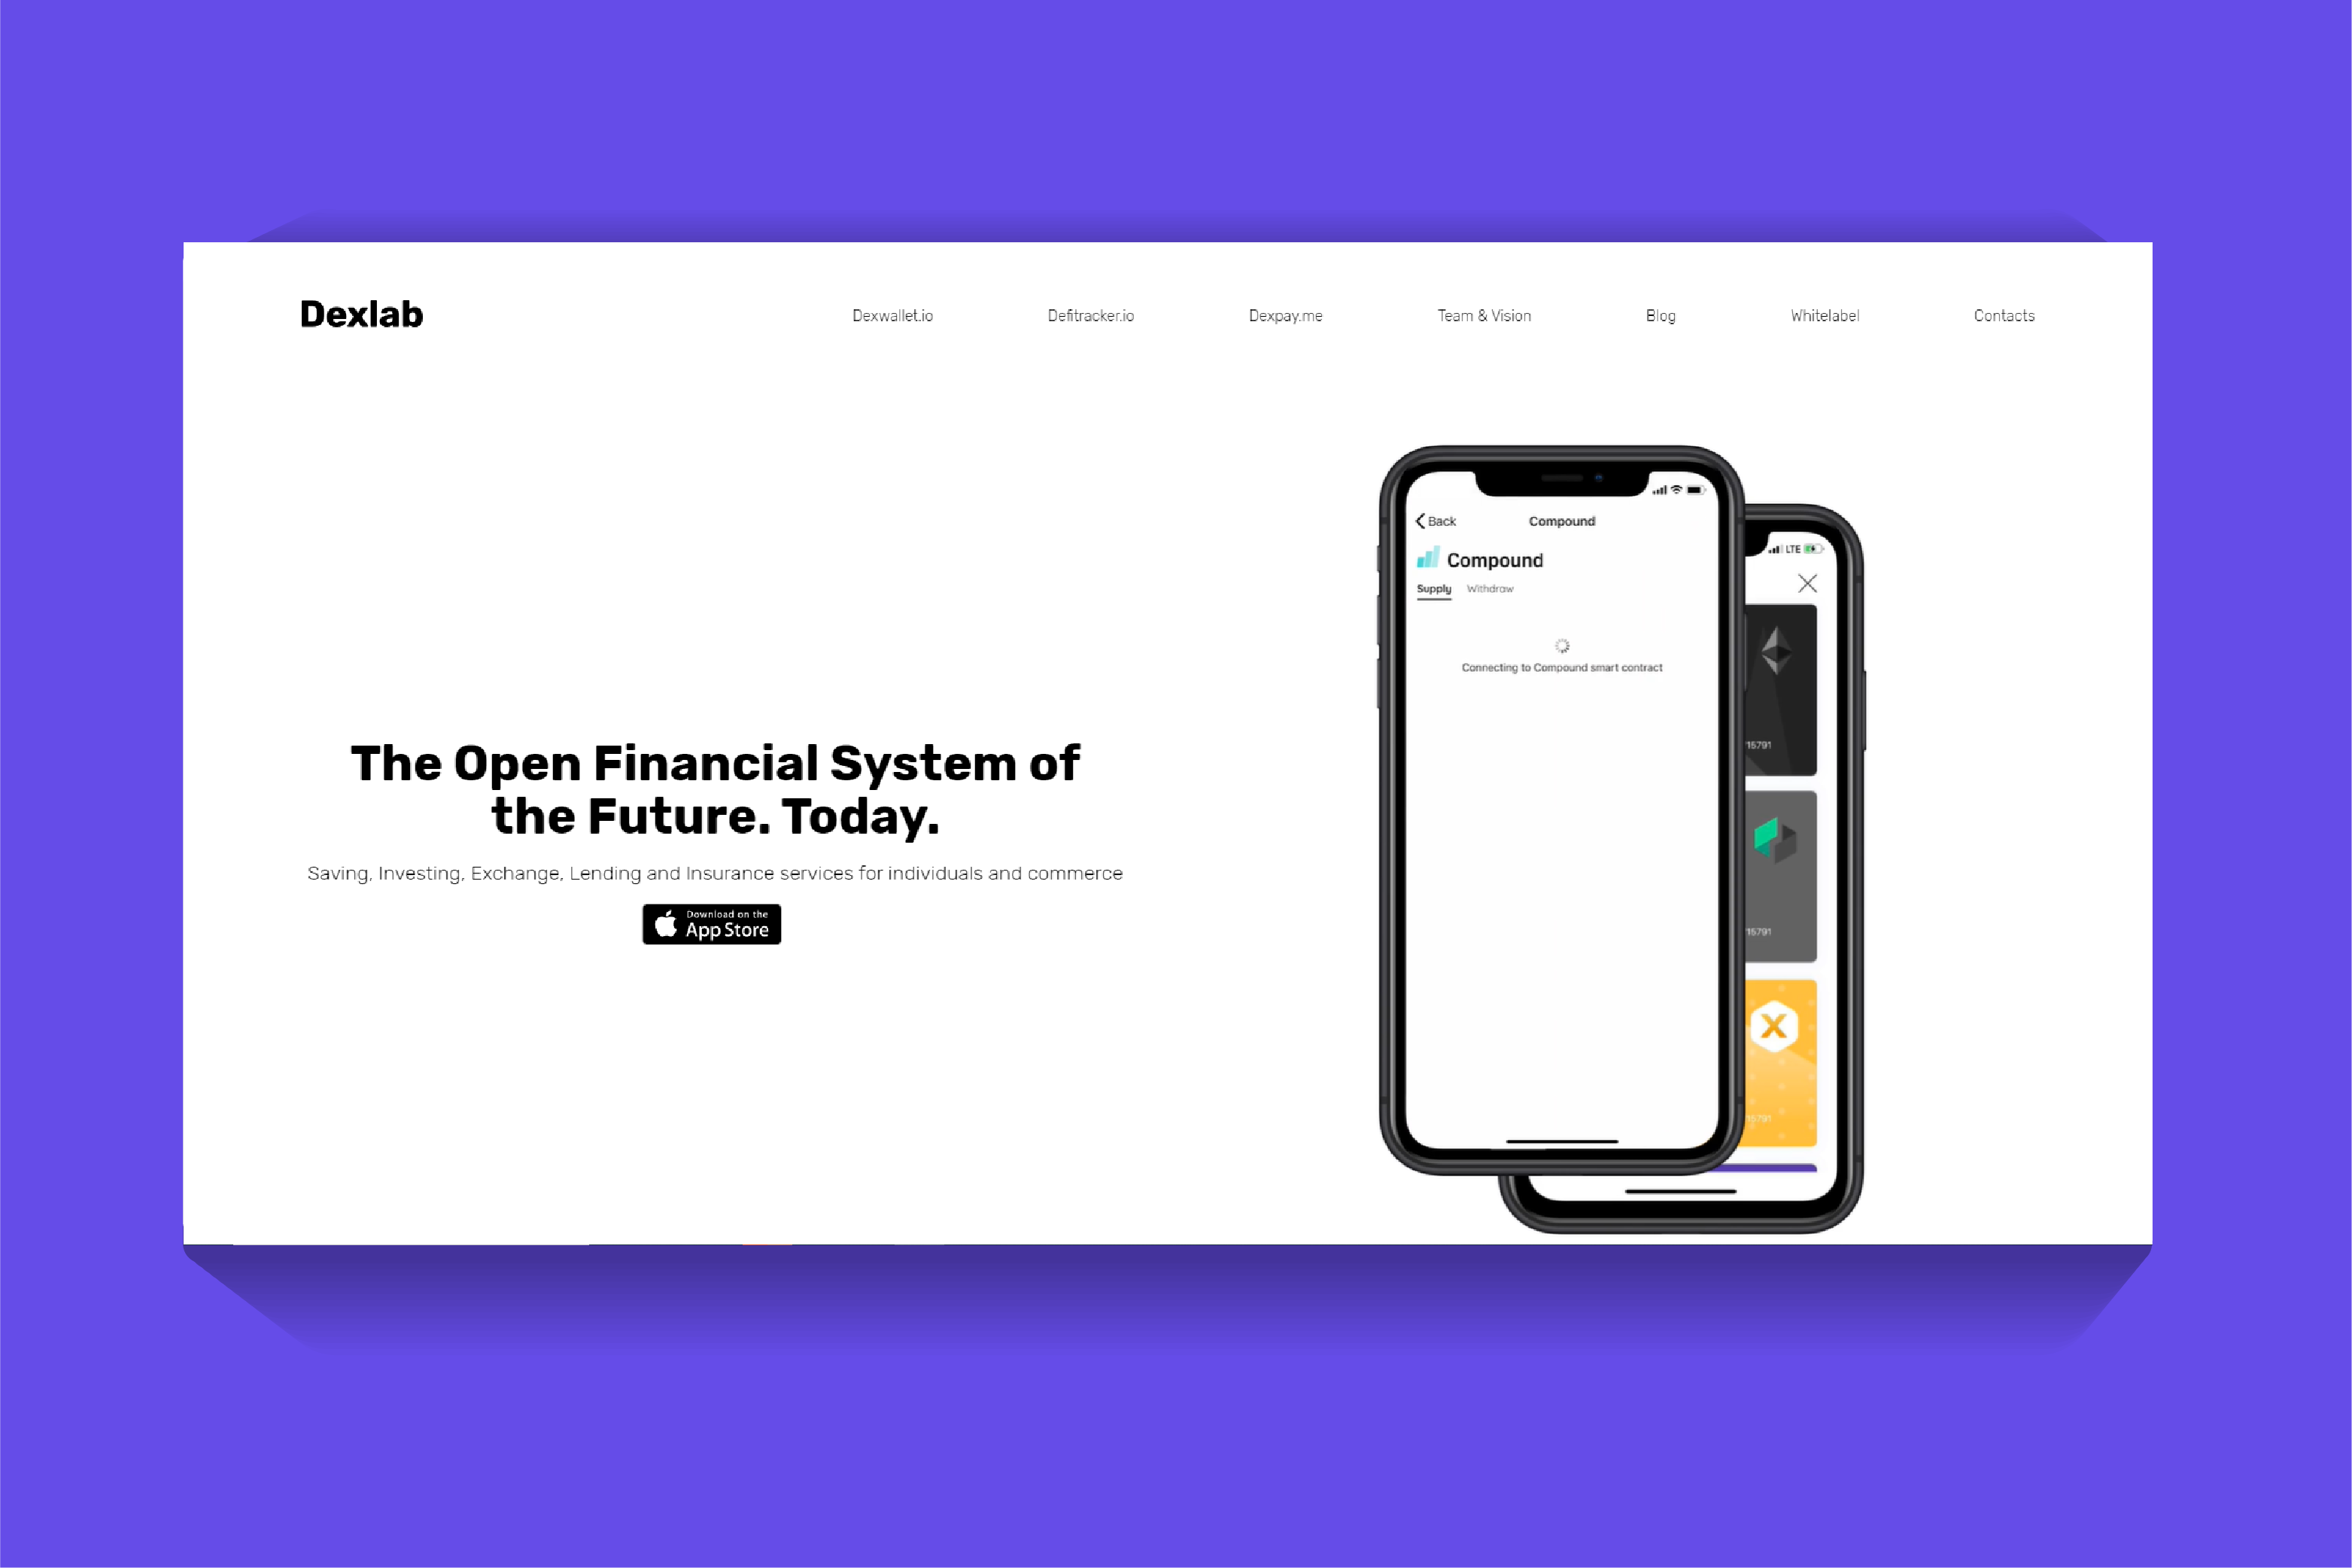 Dexlab
Dexwallet.io
Defitracker.io
Dexpay.me
Team & Vision
Blog
Whitelabel
Contacts
The Open Financial System of
the Future. Today.
Saving, Investing, Exchange, Lending and Insurance services for individuals and commerce
Download on the
App Store
Back
Compound
Compound
Supply
Withdraw
Connecting to Compound smart contract
LTE
15791
15791
15791